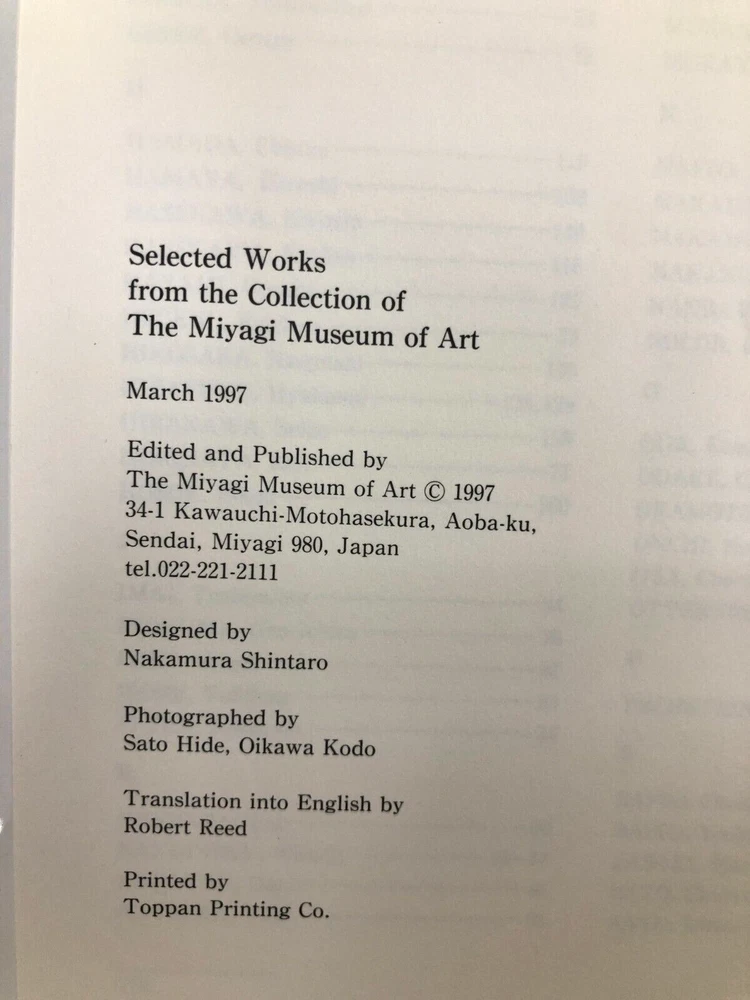 Selected Works
from the Collection of
The Miyagi Museum of Art
March 1997
Edited and Published by
The Miyagi Museum of Art © 1997
34-1 Kawauchi-Motohasekura, Aoba-ku,
Sendai, Miyagi 980, Japan
tel.022-221-2111
Designed by
Nakamura Shintaro
Photographed by
Sato Hide, Oikawa Kodo
Translation into English by
Robert Reed
Printed by
Toppan Printing Co.